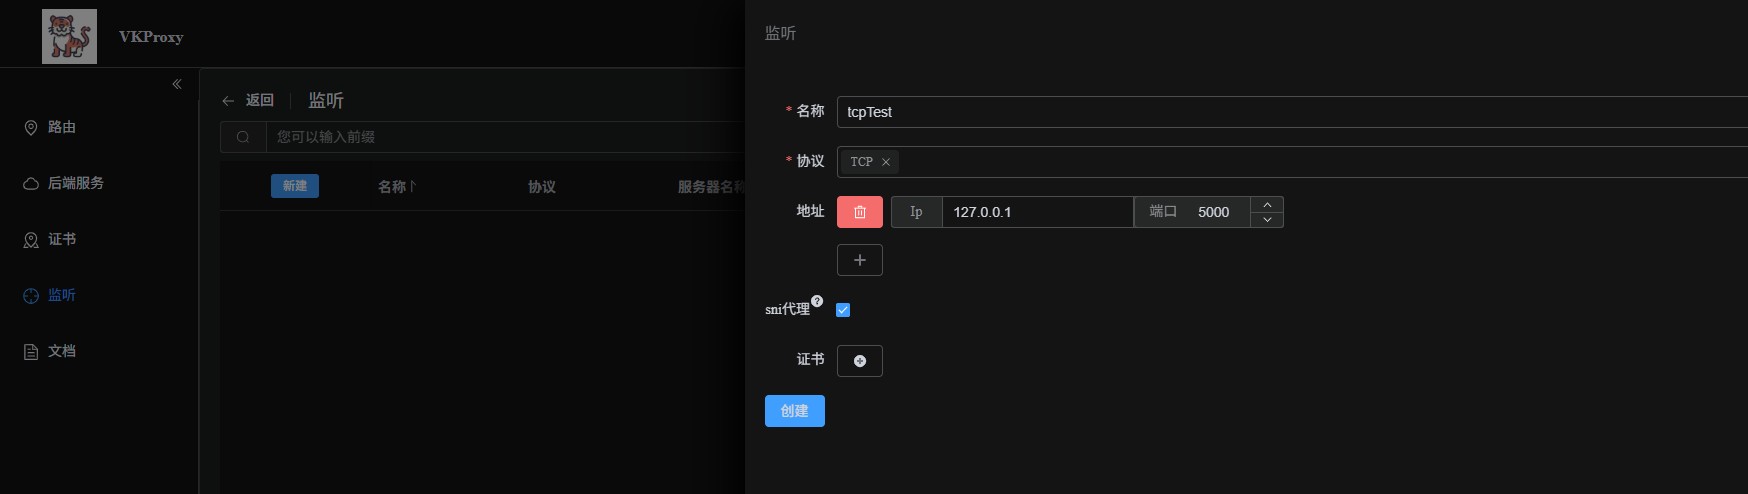 VKProxy
路由
后端服务
证书
监听
文档
返回 监听
您可以输入前缀
新建 名称 协议 服务器名称
监听
* 名称 tcpTest
* 协议 TCP
地址 Ip 127.0.0.1 端口 5000
sni代理
证书
创建